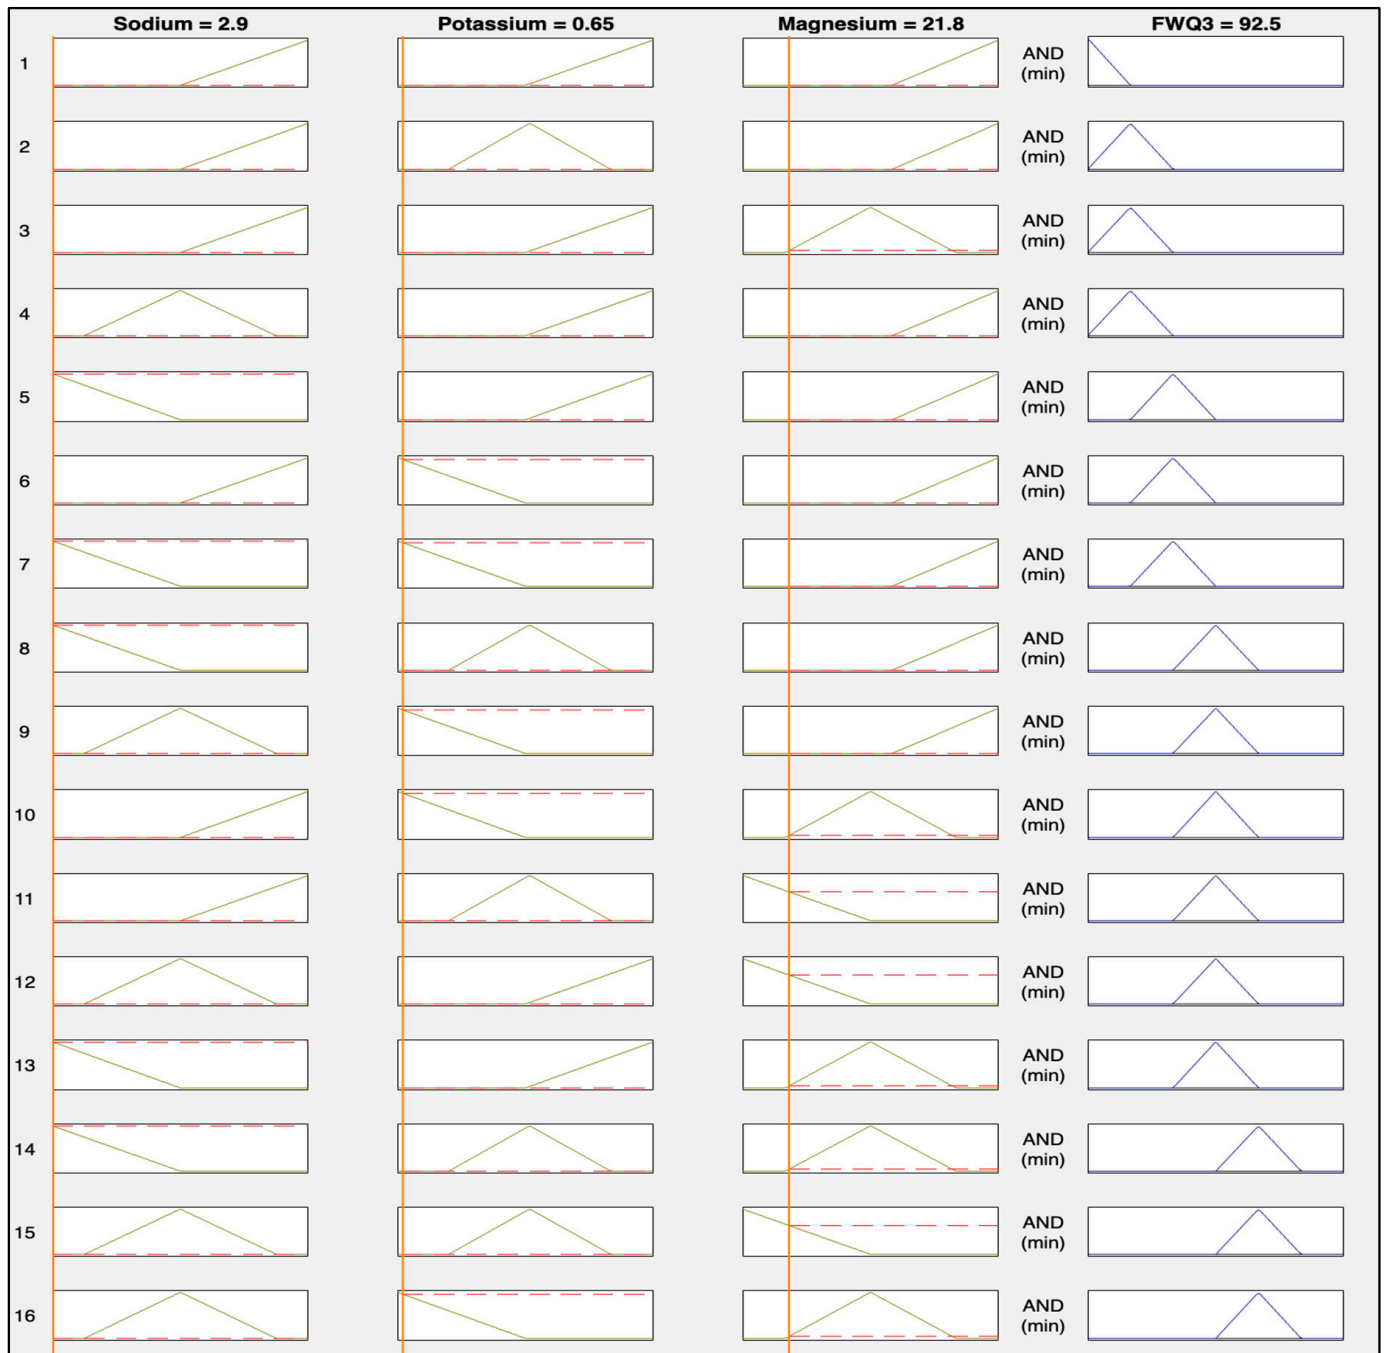 Sodium = 2.9 Potassium = 0.65 Magnesium = 21.8 FWQ3 = 92.5
1 AND (min)
2 AND (min)
3 AND (min)
4 AND (min)
5 AND (min)
6 AND (min)
7 AND (min)
8 AND (min)
9 AND (min)
10 AND (min)
11 AND (min)
12 AND (min)
13 AND (min)
14 AND (min)
15 AND (min)
16 AND (min)